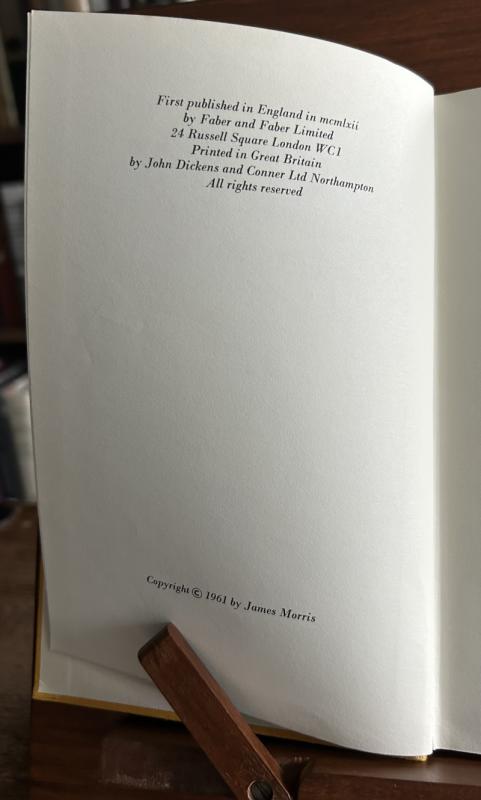 First published in England in mcmlxii
by Faber and Faber Limited
24 Russell Square London WC1
Printed in Great Britain
by John Dickens and Conner Ltd Northampton
All rights reserved
Copyright © 1961 by James Morris